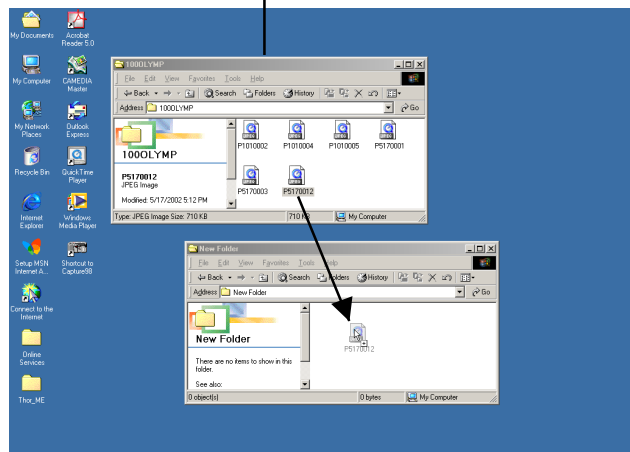 My Documents
Acrobat
Reader 5.0
My Computer
CAMEDIA
Master
My Network
Places
Outlook
Express
Recycle Bin
QuickTime
Player
Internet
Explorer
Windows
Media Player
Setup MSN
Internet A...
Shortcut to
Capture98
Connect to the
Internet
Online
Services
Thor_ME
100OLYMP
File Edit View Favorites Tools Help
Back Search Folders History
Address 100OLYMP Go
100OLYMP
P5170012
JPEG Image
Modified: 5/17/2002 5:12 PM
P1010002 P1010004 P1010005 P5170001
P5170003 P5170012
Type: JPEG Image Size: 710 KB 710 KB My Computer
New Folder
File Edit View Favorites Tools Help
Back Search Folders History
Address New Folder Go
New Folder
There are no items to show in this
folder.
See also:
P5170012
0 object(s) 0 bytes My Computer